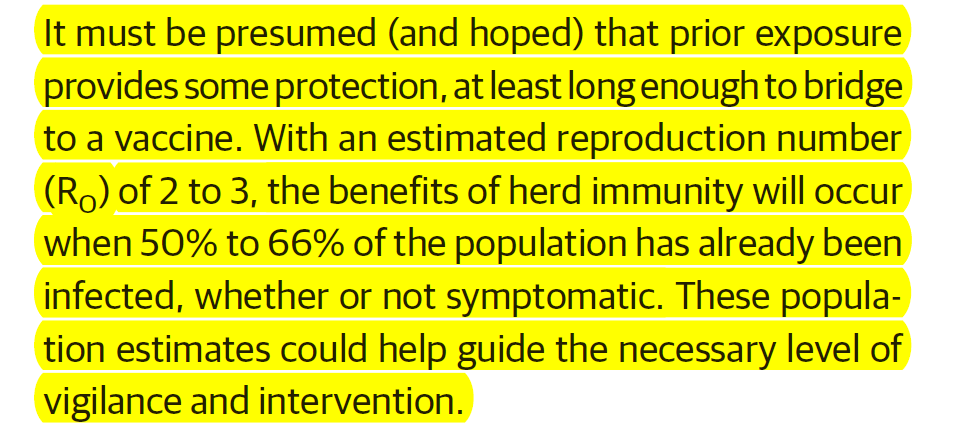 It must be presumed (and hoped) that prior exposure
provides some protection, at least long enough to bridge
to a vaccine. With an estimated reproduction number
(RO) of 2 to 3, the benefits of herd immunity will occur
when 50% to 66% of the population has already been
infected, whether or not symptomatic. These popula-
tion estimates could help guide the necessary level of
vigilance and intervention.